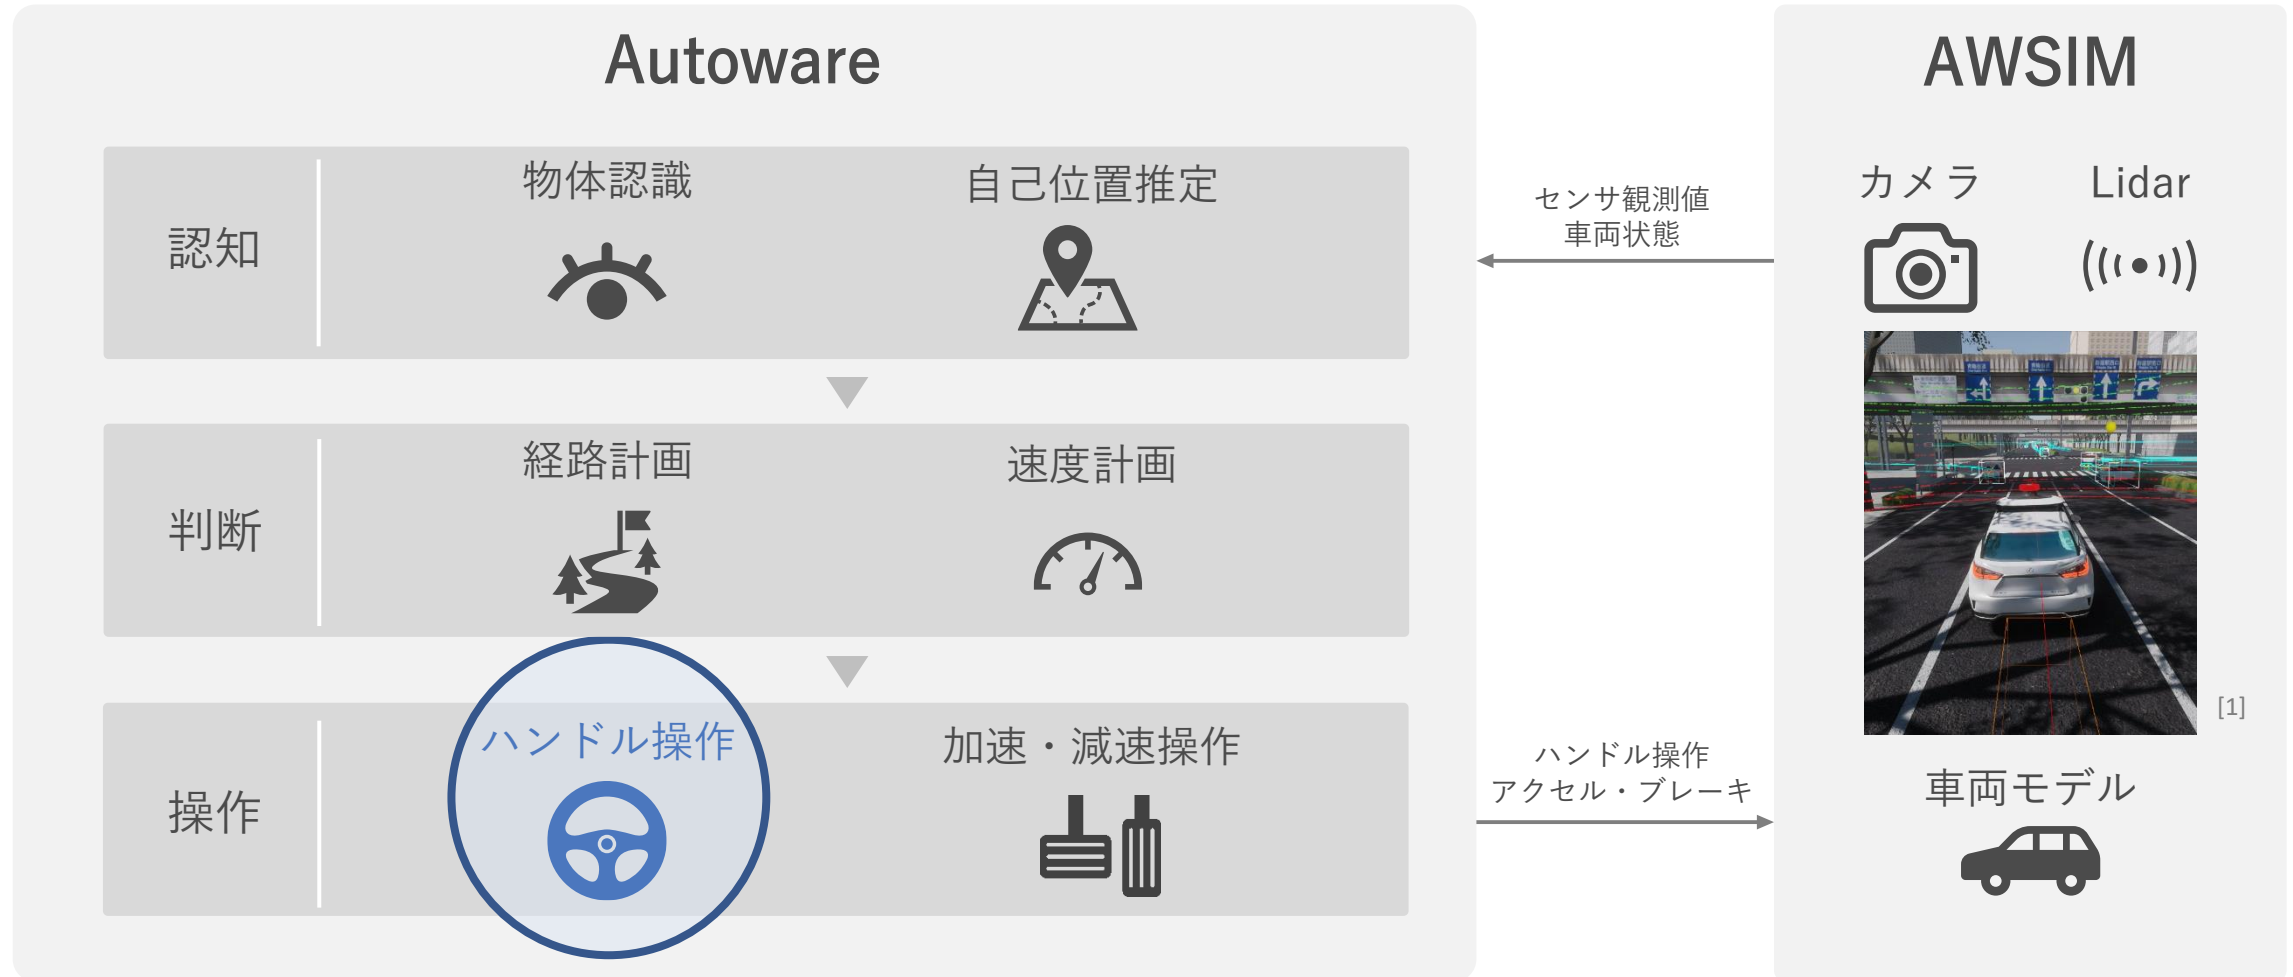 Autoware
認知
物体認識
自己位置推定
判断
経路計画
速度計画
操作
ハンドル操作
加速・減速操作
センサ観測値
車両状態
ハンドル操作
アクセル・ブレーキ
AWSIM
カメラ
Lidar
[1]
車両モデル